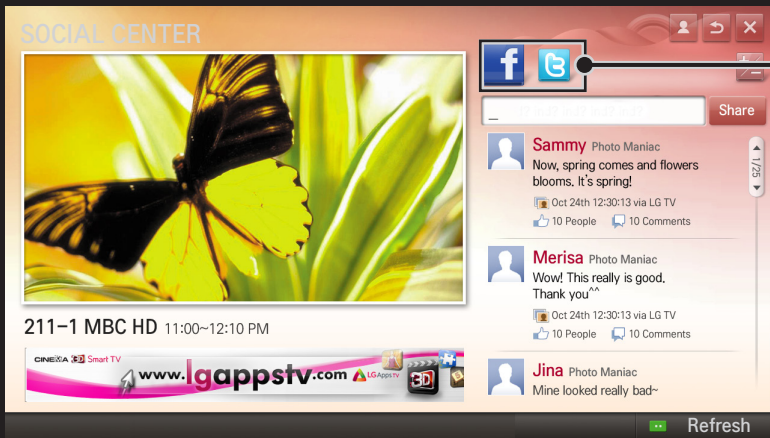 SOCIAL CENTER
f t
Share
Sammy Photo Maniac
Now, spring comes and flowers
blooms. It's spring!
Oct 24th 12:30:13 via LG TV
10 People 10 Comments
1/25
Merisa Photo Maniac
Wow! This really is good.
Thank you^^
Oct 24th 12:30:13 via LG TV
10 People 10 Comments
Jina Photo Maniac
Mine looked really bad~
211-1 MBC HD 11:00~12:10 PM
CINEMA 3D Smart TV
www.lgappstv.com LG APPSTV
3D
Refresh